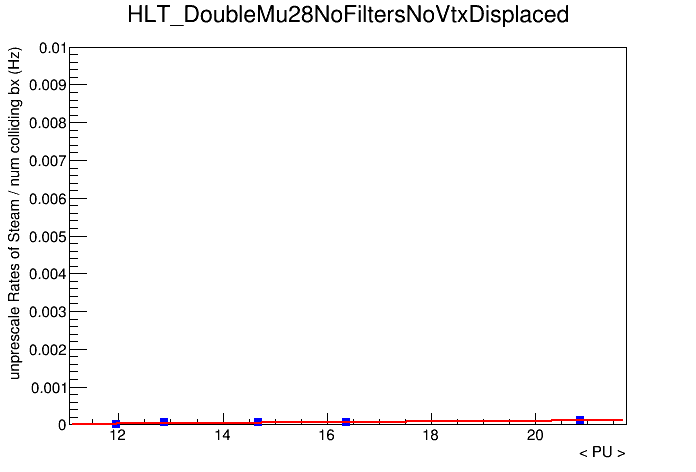 HLT_DoubleMu28NoFiltersNoVtxDisplaced
unprescale Rates of Steam / num colliding bx (Hz)
0.01
0.009
0.008
0.007
0.006
0.005
0.004
0.003
0.002
0.001
0
12 14 16 18 20
< PU >